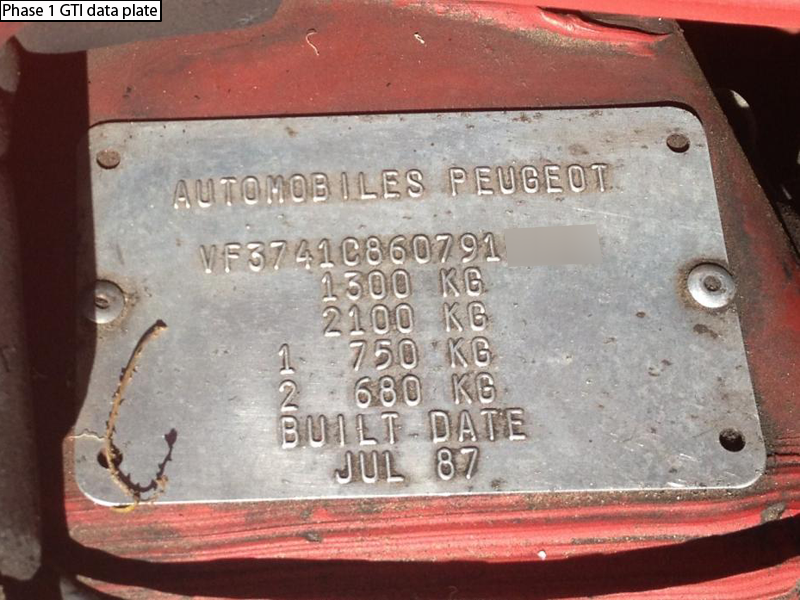 Phase 1 GTI data plate
AUTOMOBILES PEUGEOT
VF3741C860791
1300 KG
2100 KG
1 750 KG
2 680 KG
BUILT DATE
JUL 87